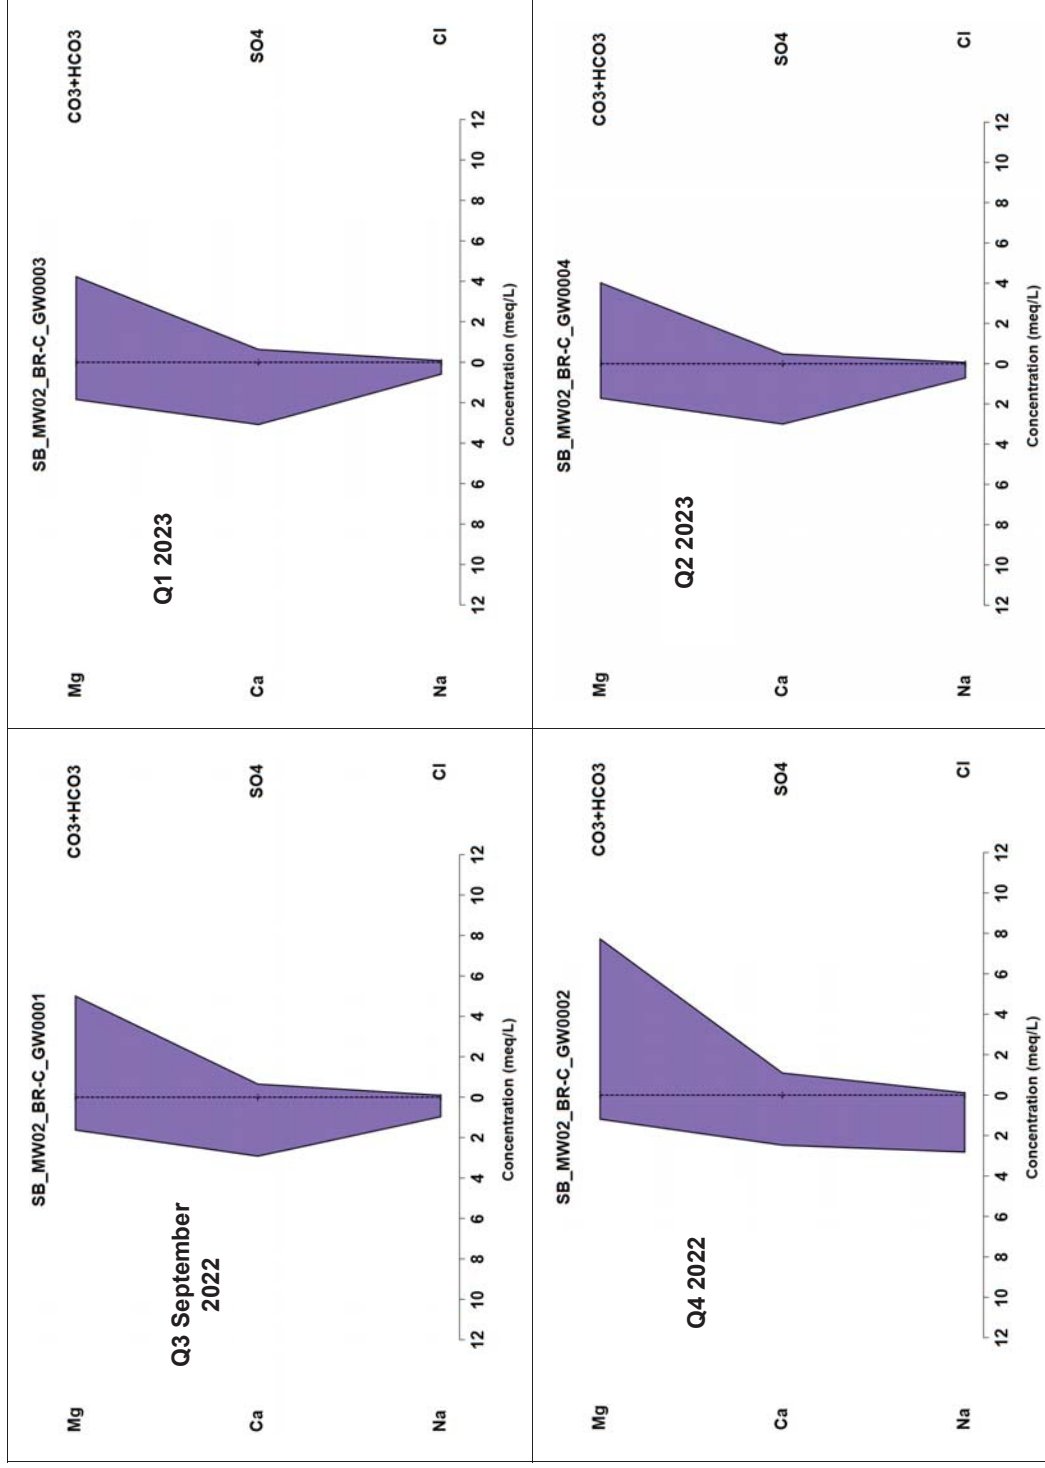 SB_MW02_BR-C_GW0001
Mg CO3+HCO3
Q3 September
2022
Ca SO4
Na Cl
12 10 8 6 4 2 0 2 4 6 8 10 12
Concentration (meq/L)
SB_MW02_BR-C_GW0003
Mg CO3+HCO3
Q1 2023
Ca SO4
Na Cl
12 10 8 6 4 2 0 2 4 6 8 10 12
Concentration (meq/L)
SB_MW02_BR-C_GW0002
Mg CO3+HCO3
Q4 2022
Ca SO4
Na Cl
12 10 8 6 4 2 0 2 4 6 8 10 12
Concentration (meq/L)
SB_MW02_BR-C_GW0004
Mg CO3+HCO3
Q2 2023
Ca SO4
Na Cl
12 10 8 6 4 2 0 2 4 6 8 10 12
Concentration (meq/L)